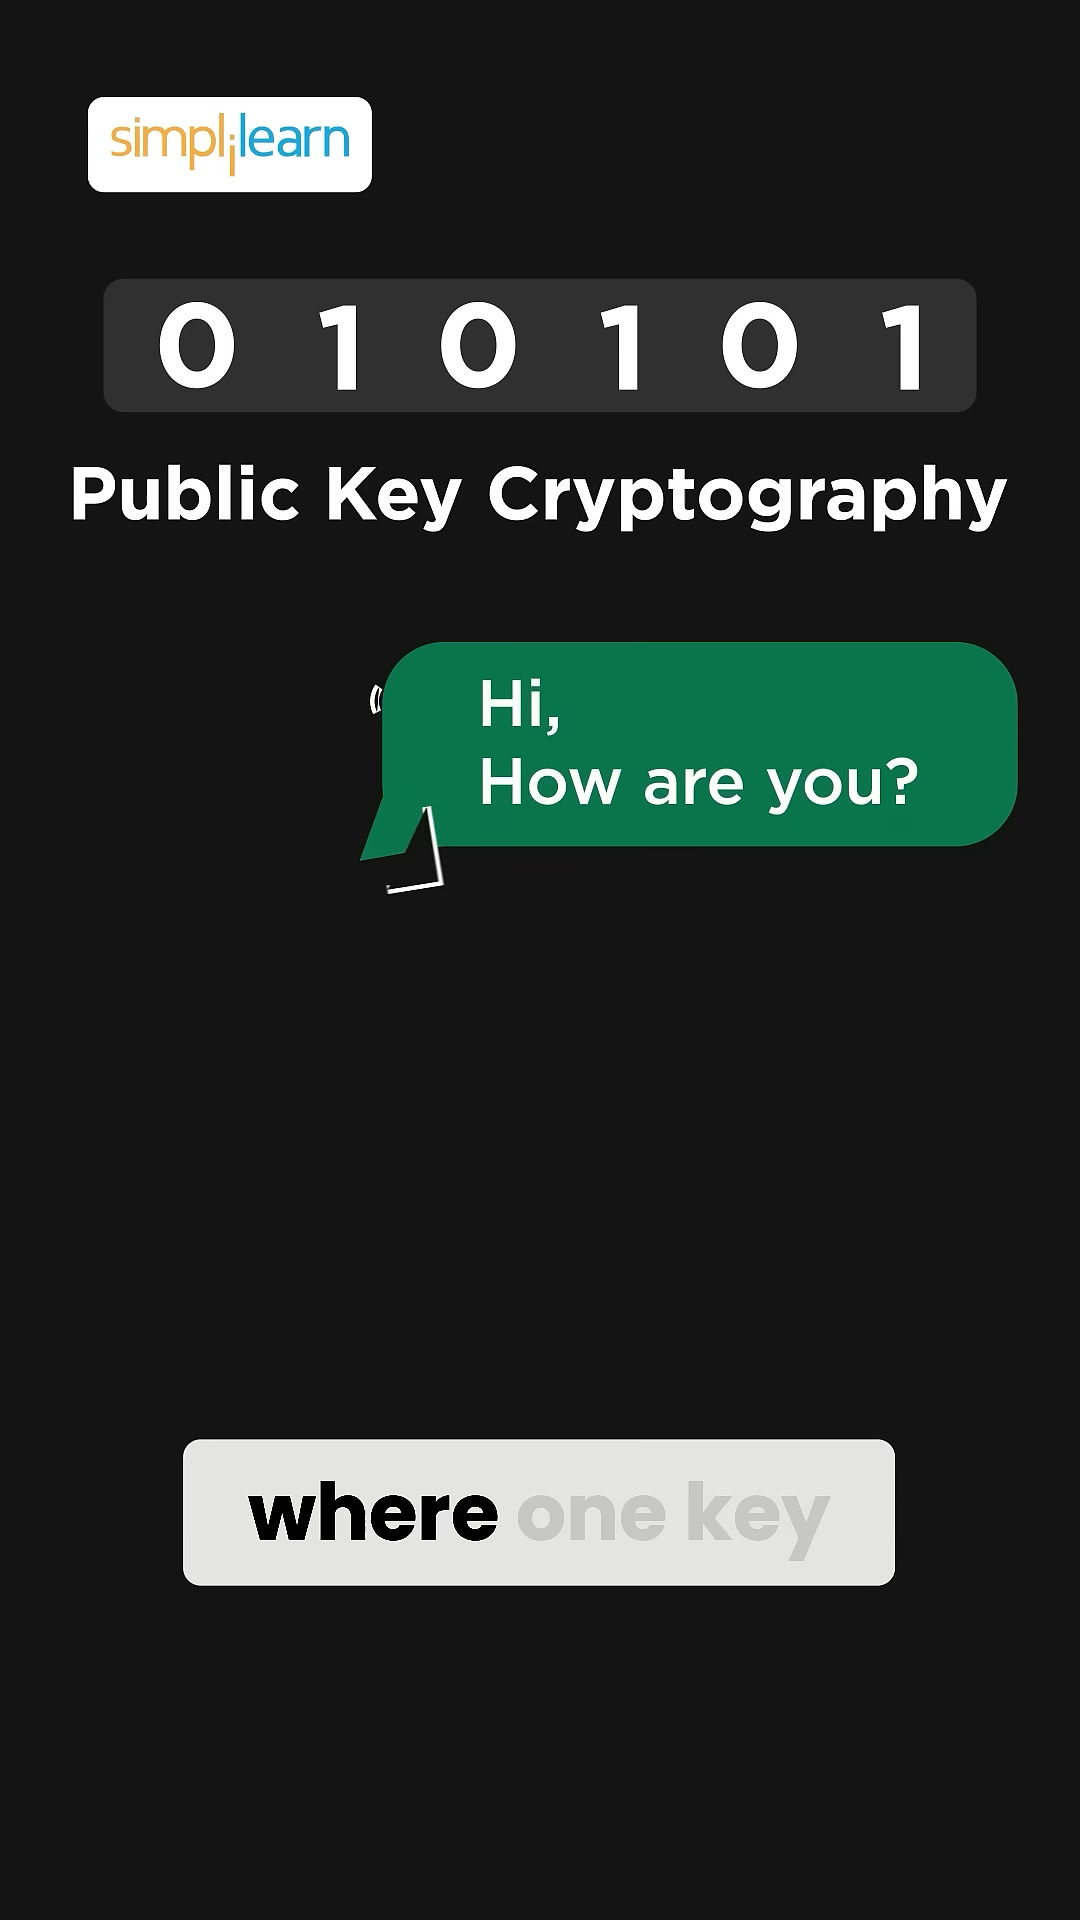 simplilearn
0 1 0 1 0 1
Public Key Cryptography
Hi,
How are you?
where one key